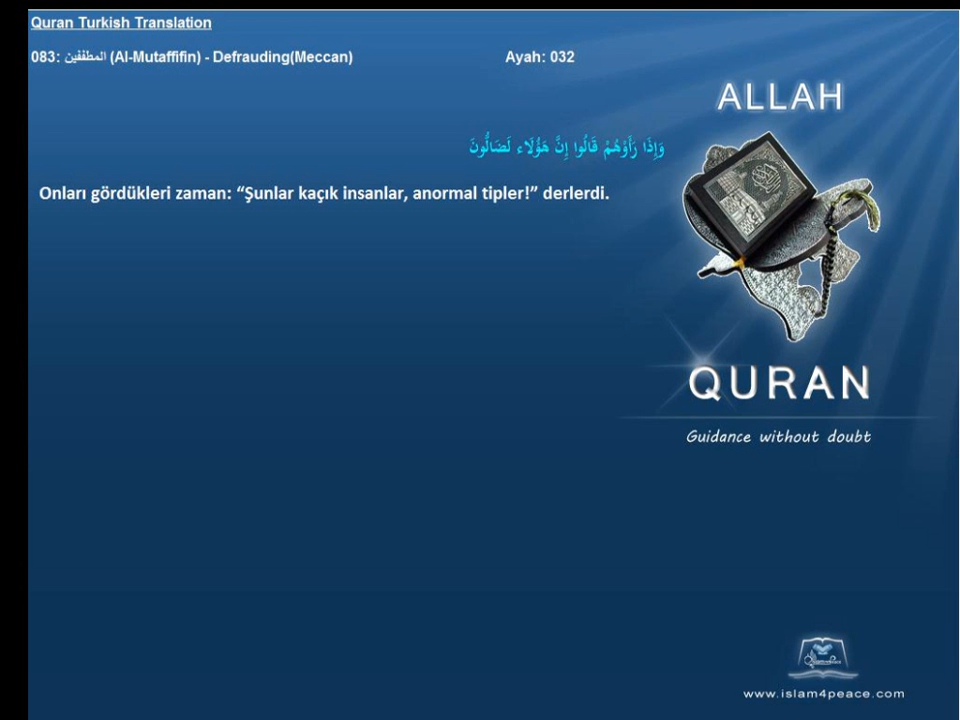 Quran Turkish Translation
083: المطففين (Al-Mutaffifin) - Defrauding(Meccan) Ayah: 032
ALLAH
وَإِذَا رَأَوْهُمْ قَالُوا إِنَّ هَؤُلَاء لَضَالُّونَ
Onları gördükleri zaman: “Şunlar kaçık insanlar, anormal tipler!” derlerdi.
QURAN
Guidance without doubt
www.islam4peace.com